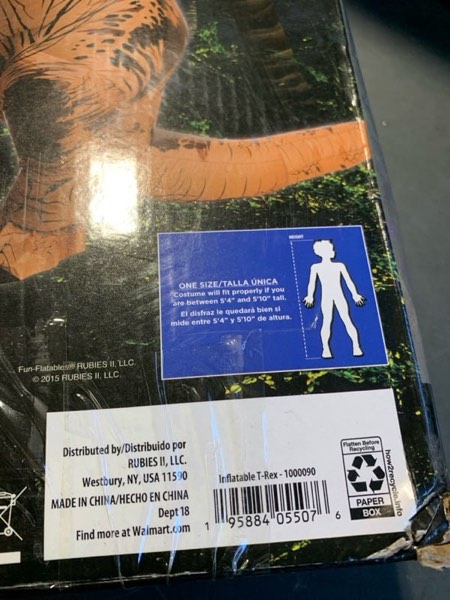 HEIGHT
ONE SIZE/TALLA ÚNICA
Costume will fit properly if you
are between 5'4" and 5'10" tall.
El disfraz le quedará bien si
mide entre 5'4" y 5'10" de altura.
Fun-Flatables® RUBIES II, LLC.
© 2015 RUBIES II, LLC.
Distributed by/Distribuido por
RUBIES II, LLC.
Westbury, NY, USA 11590
MADE IN CHINA/HECHO EN CHINA
Dept 18
Find more at Walmart.com
Inflatable T-Rex - 1000090
1 95884 05507 6
Flatten Before
Recycling
PAPER
BOX
how2recycle.info